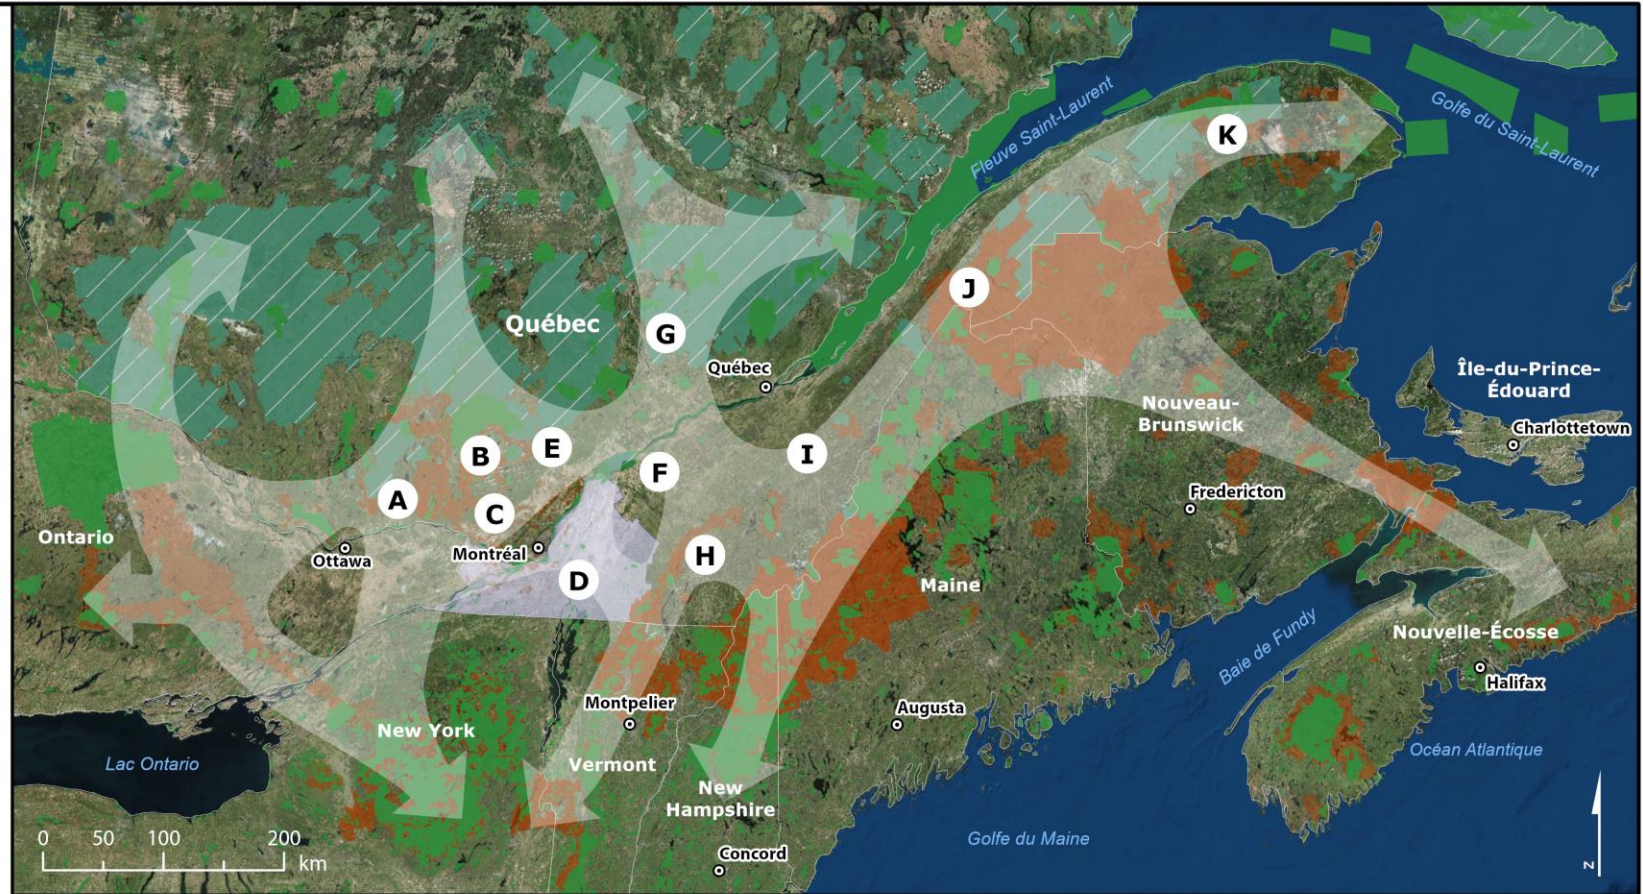 Fleuve Saint-Laurent
Golfe du Saint-Laurent
K
J
Québec
G
Québec
Île-du-Prince-
Édouard
Nouveau-
Brunswick
Charlottetown
B
E
I
F
A
C
Fredericton
Ontario
Ottawa
Montréal
H
D
Maine
Baie de Fundy
Nouvelle-Écosse
Halifax
Montpelier
Augusta
New York
Lac Ontario
Vermont
Océan Atlantique
New
Hampshire
Golfe du Maine
Concord
0 50 100 200
km
N